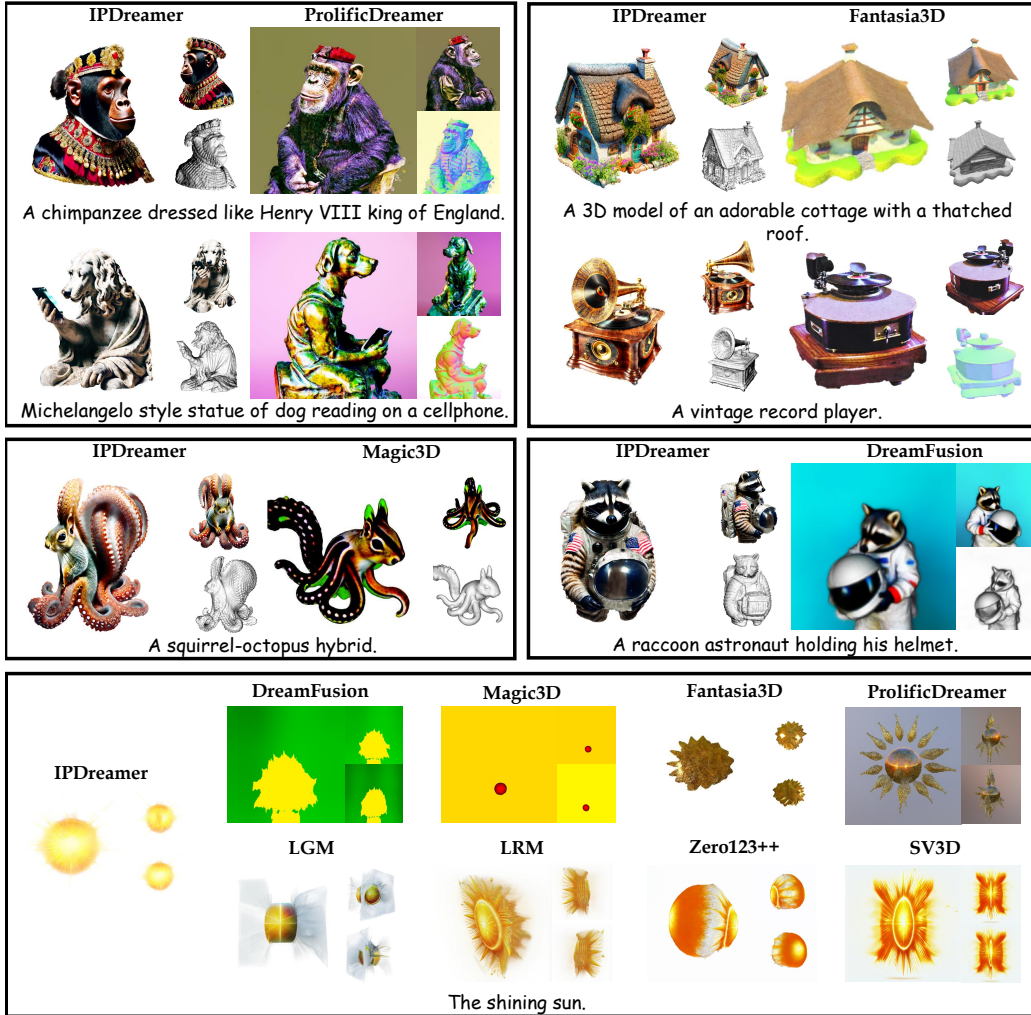 IPDreamer
ProlificDreamer
A chimpanzee dressed like Henry VIII king of England.
Michelangelo style statue of dog reading on a cellphone.
IPDreamer
Fantasia3D
A 3D model of an adorable cottage with a thatched
roof.
A vintage record player.
IPDreamer
Magic3D
A squirrel-octopus hybrid.
IPDreamer
DreamFusion
A raccoon astronaut holding his helmet.
IPDreamer
DreamFusion
Magic3D
Fantasia3D
ProlificDreamer
LGM
LRM
Zero123++
SV3D
The shining sun.